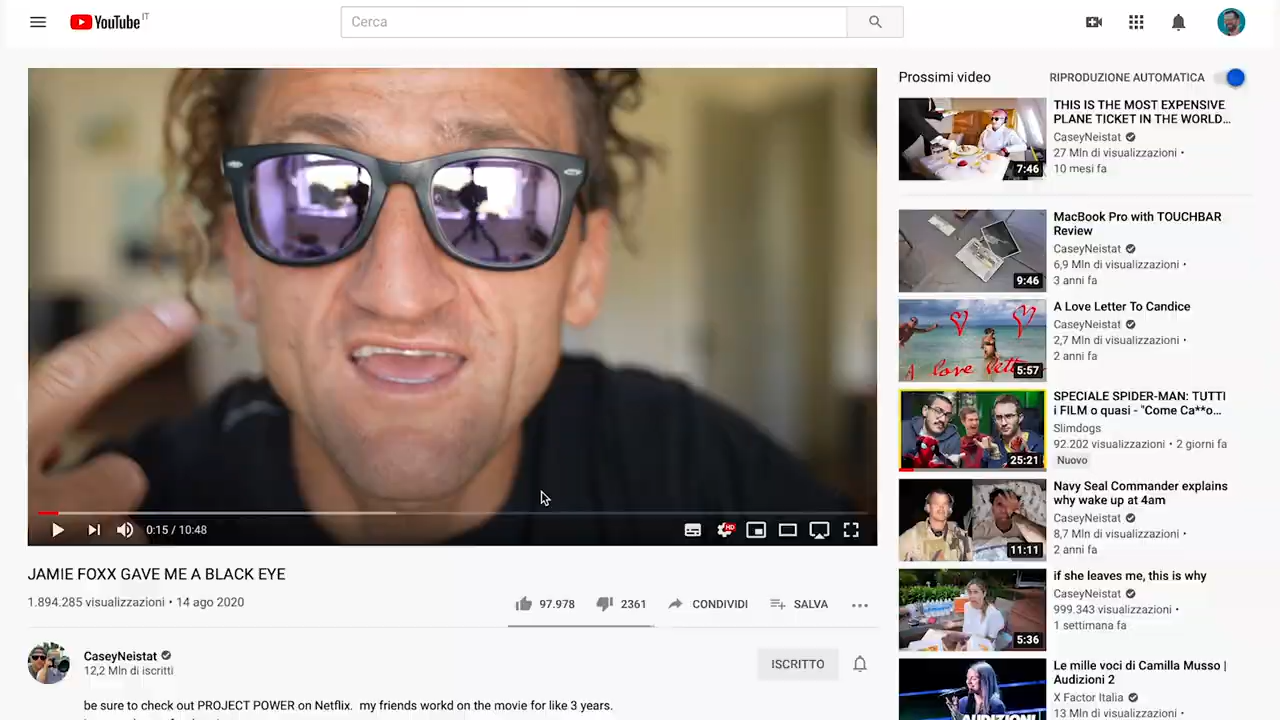 YouTube IT
Cerca
0:15 / 10:48
HD
JAMIE FOXX GAVE ME A BLACK EYE
1.894.285 visualizzazioni • 14 ago 2020
97.978
2361
CONDIVIDI
SALVA
CaseyNeistat
12,2 Mln di iscritti
ISCRITTO
be sure to check out PROJECT POWER on Netflix. my friends workd on the movie for like 3 years.
Prossimi video
RIPRODUZIONE AUTOMATICA
7:46
THIS IS THE MOST EXPENSIVE
PLANE TICKET IN THE WORLD...
CaseyNeistat
27 Mln di visualizzazioni •
10 mesi fa
9:46
MacBook Pro with TOUCHBAR
Review
CaseyNeistat
6,9 Mln di visualizzazioni •
3 anni fa
A love lett
5:57
A Love Letter To Candice
CaseyNeistat
2,7 Mln di visualizzazioni •
2 anni fa
25:21
SPECIALE SPIDER-MAN: TUTTI
i FILM o quasi - "Come Ca**o...
Slimdogs
92.202 visualizzazioni • 2 giorni fa
Nuovo
11:11
Navy Seal Commander explains
why wake up at 4am
CaseyNeistat
8,7 Mln di visualizzazioni •
2 anni fa
5:36
if she leaves me, this is why
CaseyNeistat
999.343 visualizzazioni •
1 settimana fa
AUDIZIONI
Le mille voci di Camilla Musso |
Audizioni 2
X Factor Italia
13 Mln di visualizzazioni •